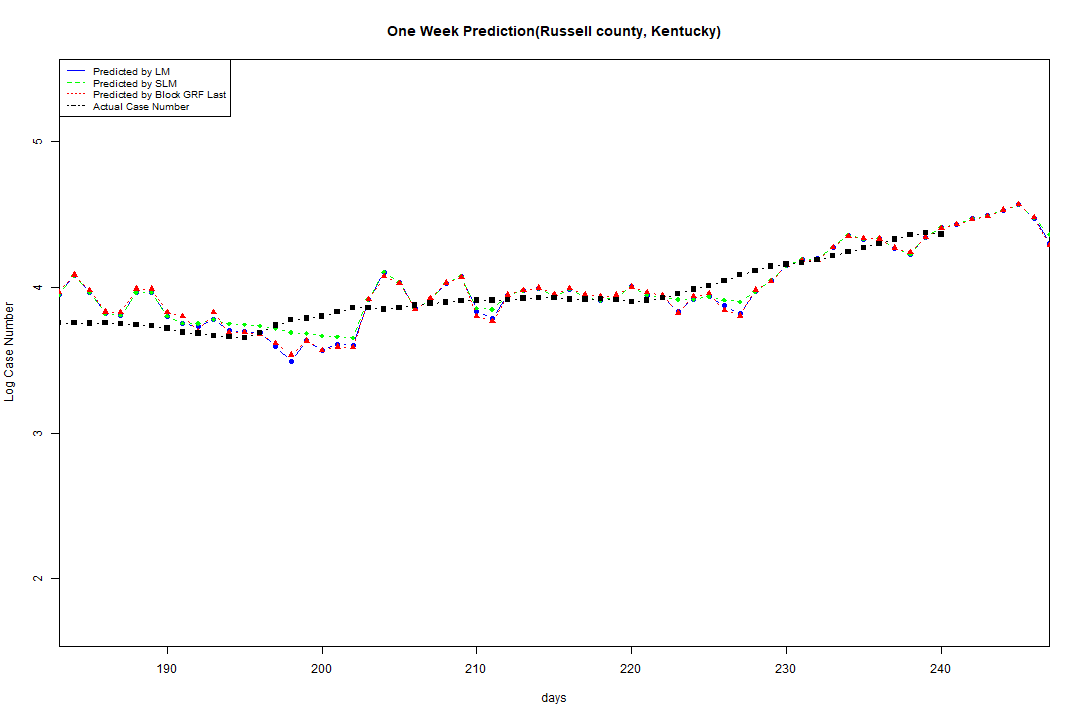 One Week Prediction(Russell county, Kentucky)
Predicted by LM
Predicted by SLM
Predicted by Block GRF Last
Actual Case Number
5
4
3
2
Log Case Number
190 200 210 220 230 240
days